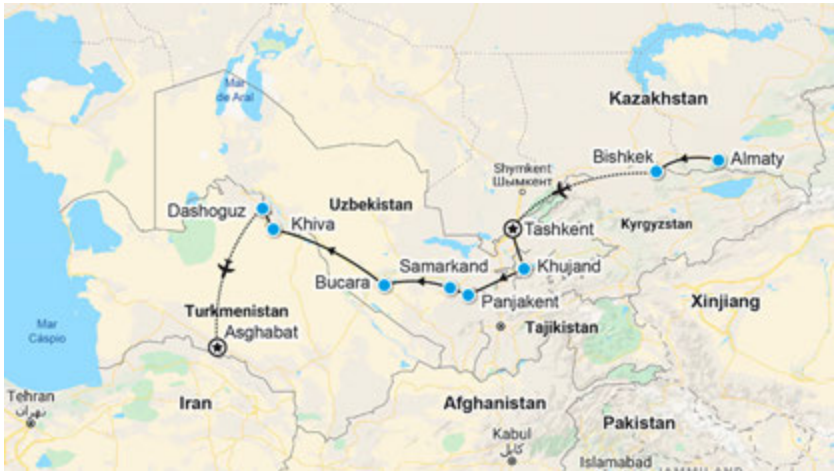 Mar
de Aral
Kazakhstan
Bishkek
Almaty
Shymkent
Шымкент
Dashoguz
Uzbekistan
Khiva
Tashkent
Kyrgyzstan
Bucara
Samarkand
Khujand
Panjakent
Turkmenistan
Asghabat
Tajikistan
Xinjiang
Mar
Cáspio
Tehran
تهران
Iran
Afghanistan
Pakistan
Kabul
کابل
Islamabad